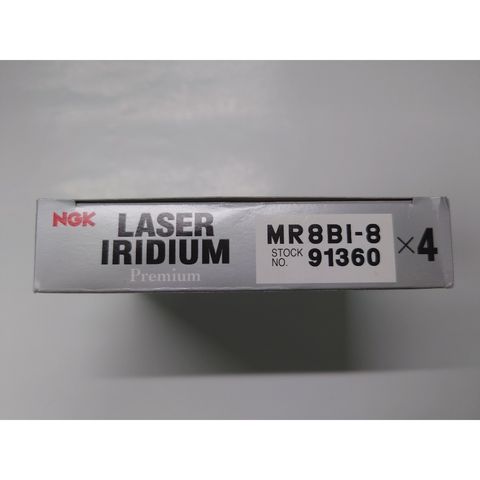 NGK
LASER
IRIDIUM
Premium
MR8BI-8
STOCK NO. 91360
×4